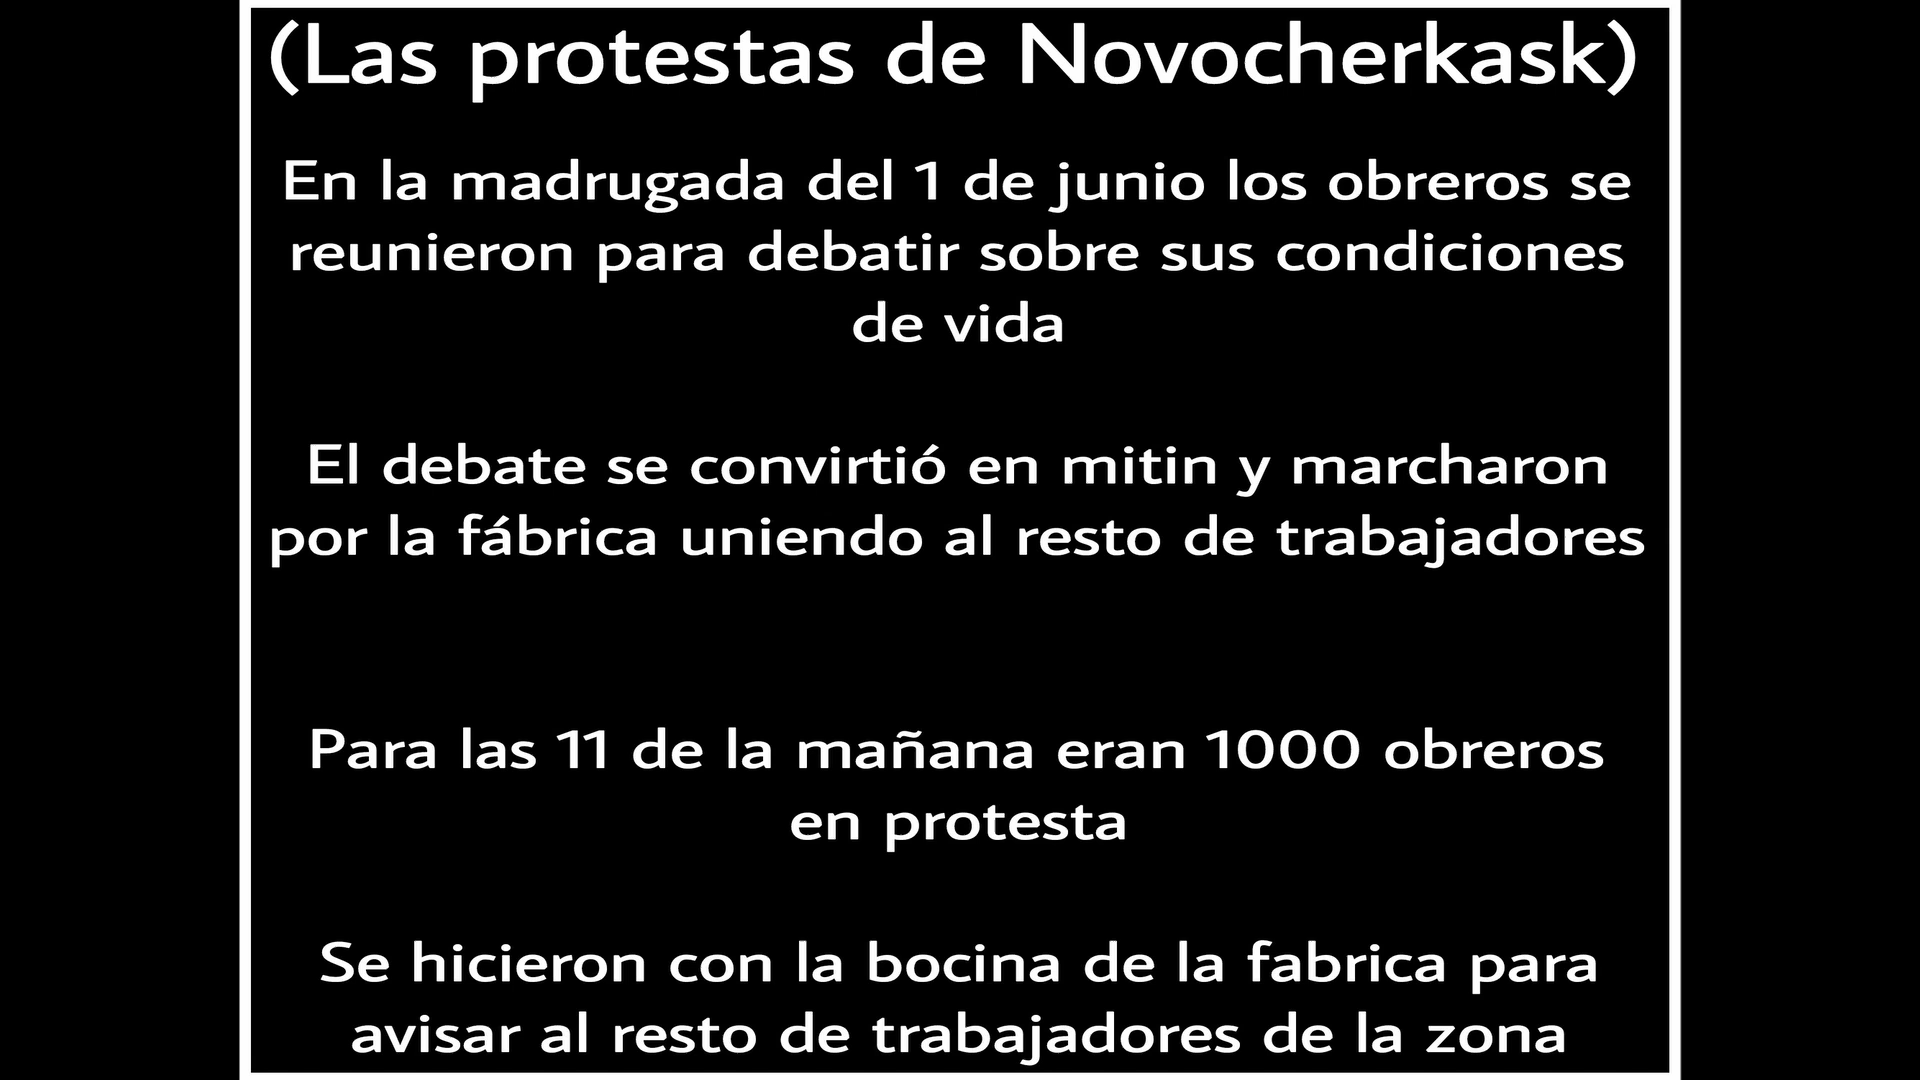 (Las protestas de Novocherkask)
En la madrugada del 1 de junio los obreros se
reunieron para debatir sobre sus condiciones
de vida
El debate se convirtió en mitin y marcharon
por la fábrica uniendo al resto de trabajadores
Para las 11 de la mañana eran 1000 obreros
en protesta
Se hicieron con la bocina de la fabrica para
avisar al resto de trabajadores de la zona